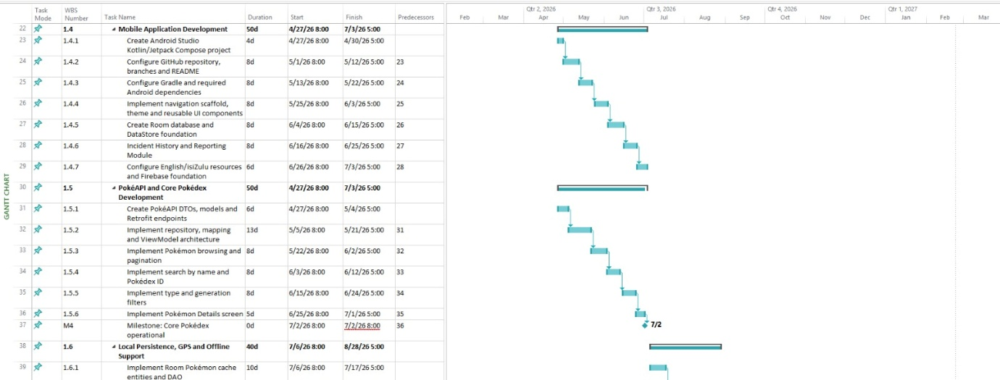 Qtr 2, 2026 Qtr 3, 2026 Qtr 4, 2026 Qtr 1, 2027
Task Mode WBS Number Task Name Duration Start Finish Predecessors Feb Mar Apr May Jun Jul Aug Sep Oct Nov Dec Jan Feb Mar
22 1.4 Mobile Application Development 50d 4/27/26 8:00 7/3/26 5:00
23 1.4.1 Create Android Studio 4d 4/27/26 8:00 4/30/26 5:00
Kotlin/Jetpack Compose project
24 1.4.2 Configure GitHub repository, 8d 5/1/26 8:00 5/12/26 5:00 23
branches and README
25 1.4.3 Configure Gradle and required 8d 5/13/26 8:00 5/22/26 5:00 24
Android dependencies
26 1.4.4 Implement navigation scaffold, 8d 5/25/26 8:00 6/3/26 5:00 25
theme and reusable UI components
27 1.4.5 Create Room database and 8d 6/4/26 8:00 6/15/26 5:00 26
DataStore foundation
28 1.4.6 Incident History and Reporting 8d 6/16/26 8:00 6/25/26 5:00 27
Module
29 1.4.7 Configure English/isiZulu resources 6d 6/26/26 8:00 7/3/26 5:00 28
and Firebase foundation
GANTT CHART
30 1.5 PokéAPI and Core Pokédex 50d 4/27/26 8:00 7/3/26 5:00
Development
31 1.5.1 Create PokéAPI DTOs, models and 6d 4/27/26 8:00 5/4/26 5:00
Retrofit endpoints
32 1.5.2 Implement repository, mapping 13d 5/5/26 8:00 5/21/26 5:00 31
and ViewModel architecture
33 1.5.3 Implement Pokémon browsing and 8d 5/22/26 8:00 6/2/26 5:00 32
pagination
34 1.5.4 Implement search by name and 8d 6/3/26 8:00 6/12/26 5:00 33
Pokédex ID
35 1.5.5 Implement type and generation 8d 6/15/26 8:00 6/24/26 5:00 34
filters
36 1.5.6 Implement Pokémon Details screen 5d 6/25/26 8:00 7/1/26 5:00 35
37 M4 Milestone: Core Pokédex 0d 7/2/26 8:00 7/2/26 8:00 36 7/2
operational
38 1.6 Local Persistence, GPS and Offline 40d 7/6/26 8:00 8/28/26 5:00
Support
39 1.6.1 Implement Room Pokémon cache 10d 7/6/26 8:00 7/17/26 5:00
entities and DAO